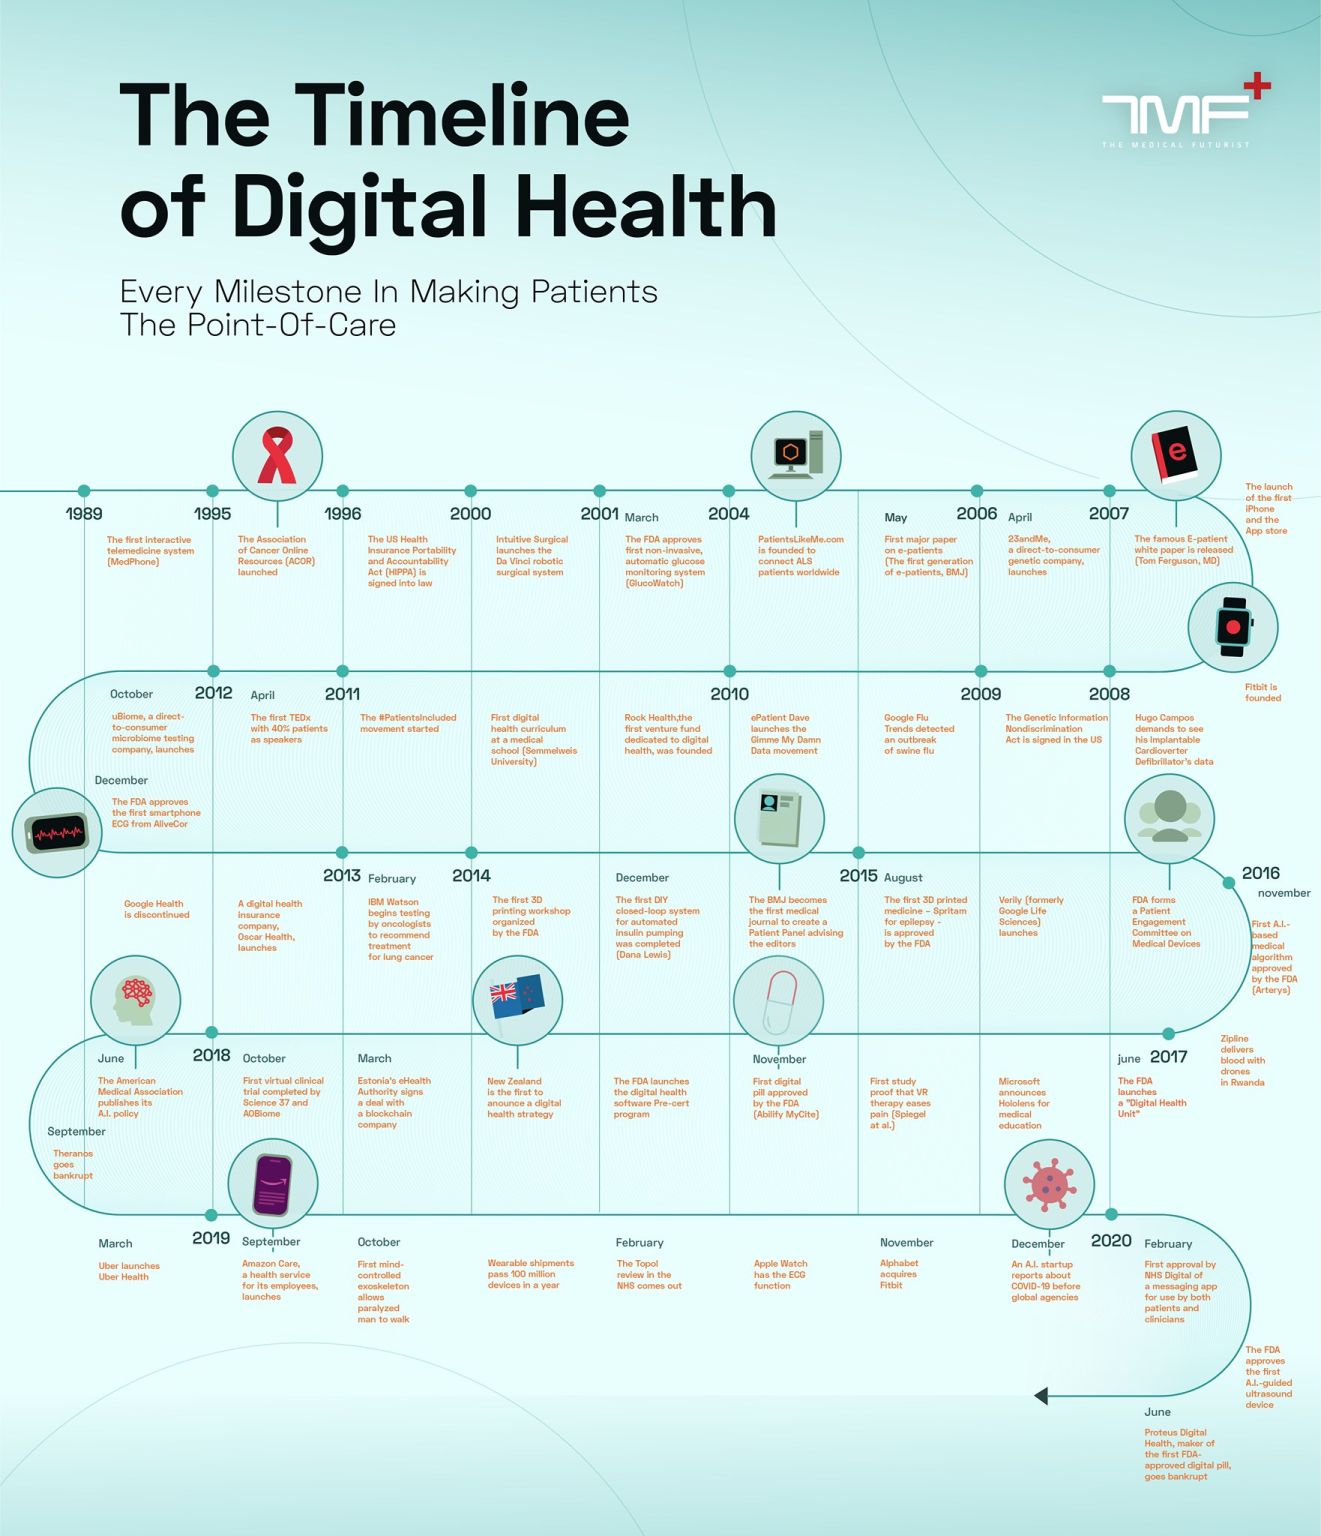 The Timeline
of Digital Health
Every Milestone In Making Patients
The Point-Of-Care
TMF
THE MEDICAL FUTURIST
1989
The first interactive
telemedicine system
(MedPhone)
1995
The Association
of Cancer Online
Resources (ACOR)
launched
1996
The US Health
Insurance Portability
and Accountability
Act (HIPPA) is
signed into law
2000
Intuitive Surgical
launches the
Da Vinci robotic
surgical system
2001 March
The FDA approves
first non-invasive,
automatic glucose
monitoring system
(GlucoWatch)
2004
PatientsLikeMe.com
is founded to
connect ALS
patients worldwide
May
First major paper
on e-patients
(The first generation
of e-patients, BMJ)
2006 April
23andMe,
a direct-to-consumer
genetic company,
launches
2007
e
The famous E-patient
white paper is released
(Tom Ferguson, MD)
The launch
of the first
iPhone
and the
App store
Fitbit is
founded
2008
Hugo Campos
demands to see
his Implantable
Cardioverter
Defibrillator's data
2009
The Genetic Information
Nondiscrimination
Act is signed in the US
Google Flu
Trends detected
an outbreak
of swine flu
2010
ePatient Dave
launches the
Gimme My Damn
Data movement
Rock Health,the
first venture fund
dedicated to digital
health, was founded
First digital
health curriculum
at a medical
school (Semmelweis
University)
2011
The #PatientsIncluded
movement started
2012 April
The first TEDx
with 40% patients
as speakers
October
uBiome, a direct-
to-consumer
microbiome testing
company, launches
December
The FDA approves
the first smartphone
ECG from AliveCor
Google Health
is discontinued
A digital health
insurance
company,
Oscar Health,
launches
2013 February
IBM Watson
begins testing
by oncologists
to recommend
treatment
for lung cancer
2014
The first 3D
printing workshop
organized
by the FDA
December
The first DIY
closed-loop system
for automated
insulin pumping
was completed
(Dana Lewis)
The BMJ becomes
the first medical
journal to create a
Patient Panel advising
the editors
2015 August
The first 3D printed
medicine – Spritam
for epilepsy -
is approved
by the FDA
Verily (formerly
Google Life
Sciences)
launches
FDA forms
a Patient
Engagement
Committee on
Medical Devices
2016
november
First A.I.-
based
medical
algorithm
approved
by the FDA
(Arterys)
Zipline
delivers
blood with
drones
in Rwanda
june 2017
The FDA
launches
a "Digital Health
Unit"
Microsoft
announces
Hololens for
medical
education
First study
proof that VR
therapy eases
pain (Spiegel
at al.)
November
First digital
pill approved
by the FDA
(Abilify MyCite)
The FDA launches
the digital health
software Pre-cert
program
New Zealand
is the first to
anounce a digital
health strategy
March
Estonia's eHealth
Authority signs
a deal with
a blockchain
company
2018 October
First virtual clinical
trial completed by
Science 37 and
AOBiome
June
The American
Medical Association
publishes its
A.I. policy
September
Theranos
goes
bankrupt
March
Uber launches
Uber Health
2019 September
Amazon Care,
a health service
for its employees,
launches
October
First mind-
controlled
exoskeleton
allows
paralyzed
man to walk
Wearable shipments
pass 100 million
devices in a year
February
The Topol
review in the
NHS comes out
Apple Watch
has the ECG
function
November
Alphabet
acquires
Fitbit
December
An A.I. startup
reports about
COVID-19 before
global agencies
2020 February
First approval by
NHS Digital of
a messaging app
for use by both
patients and
clinicians
The FDA
approves
the first
A.I.-guided
ultrasound
device
June
Proteus Digital
Health, maker of
the first FDA-
approved digital pill,
goes bankrupt